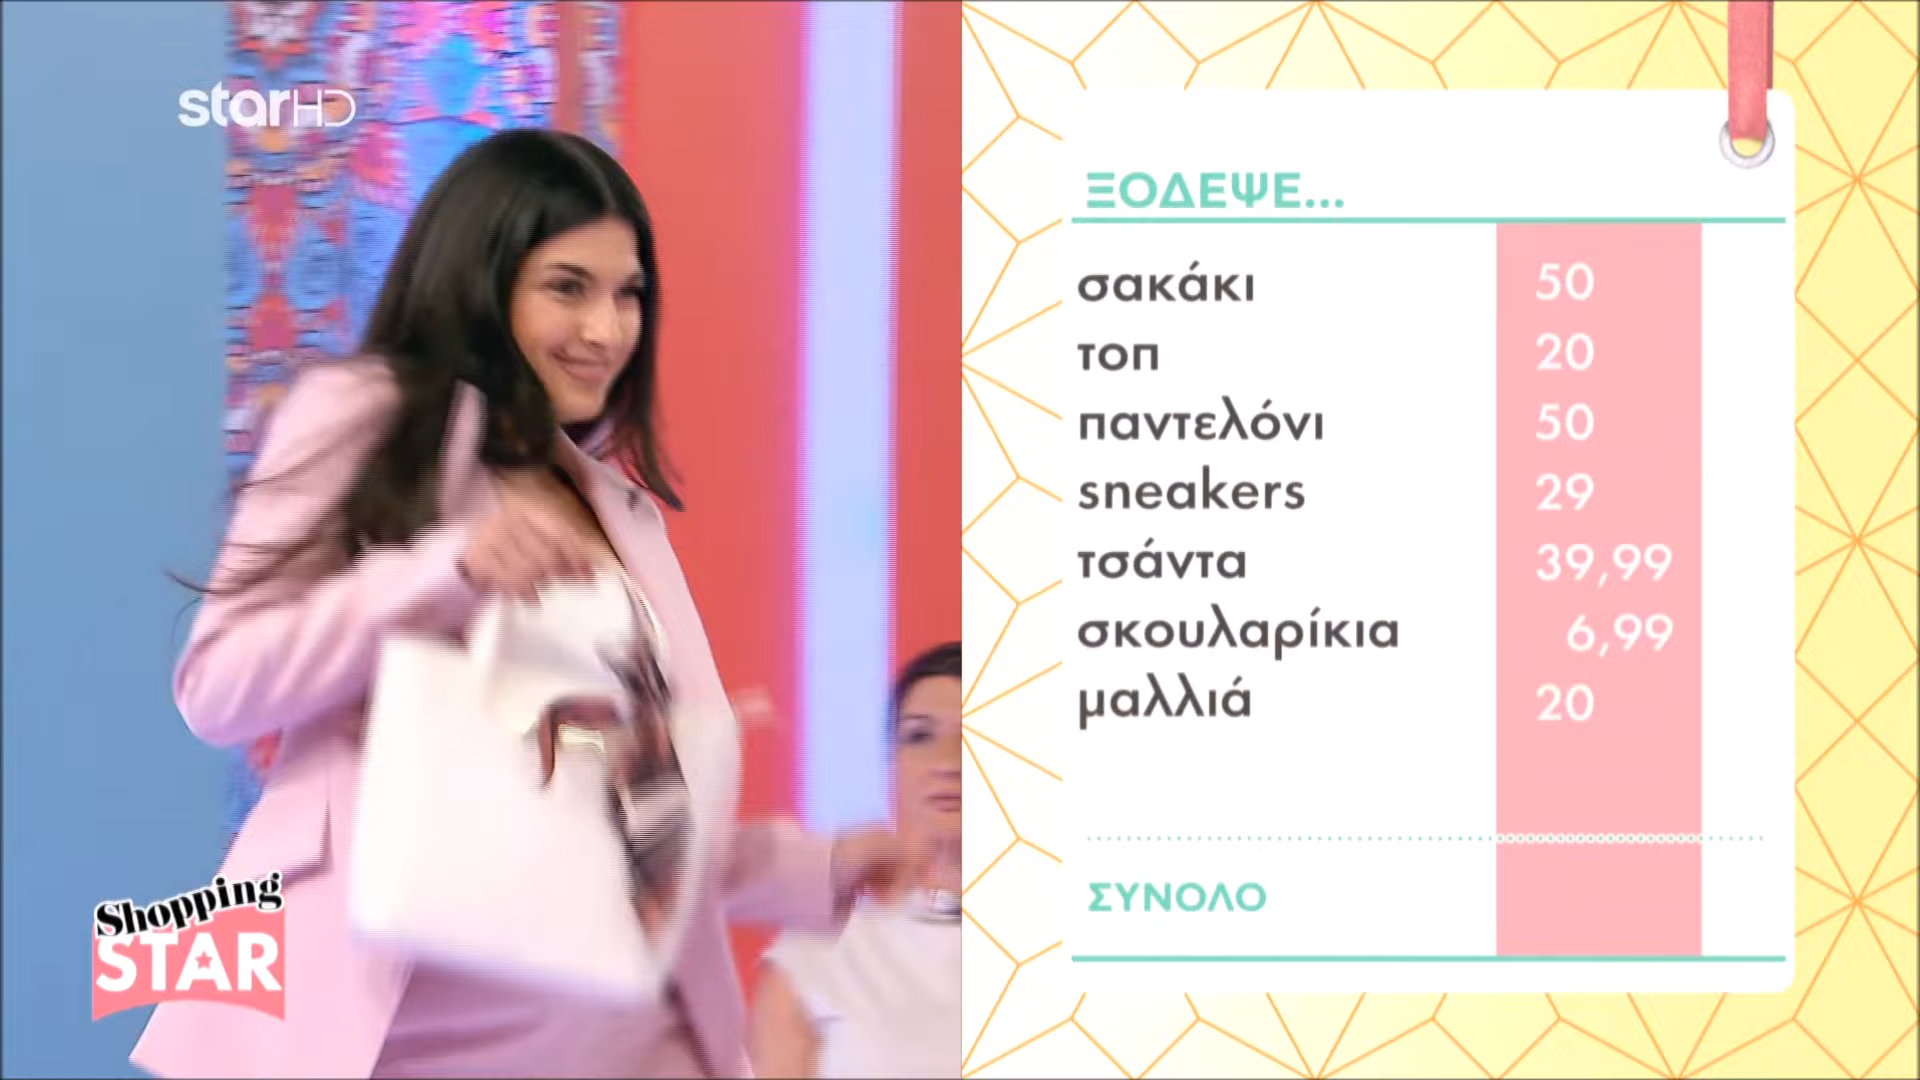 starHD
ΞΟΔΕΨΕ...
σακάκι 50
τοπ 20
παντελόνι 50
sneakers 29
τσάντα 39,99
σκουλαρίκια 6,99
μαλλιά 20
ΣΥΝΟΛΟ
Shopping
STAR